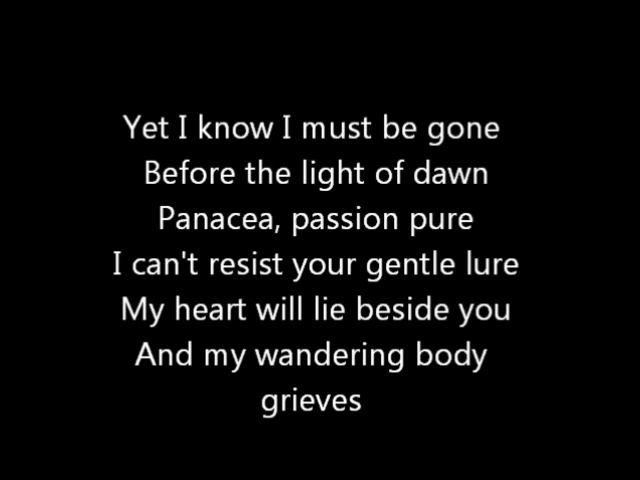 Yet I know I must be gone
Before the light of dawn
Panacea, passion pure
I can't resist your gentle lure
My heart will lie beside you
And my wandering body
grieves